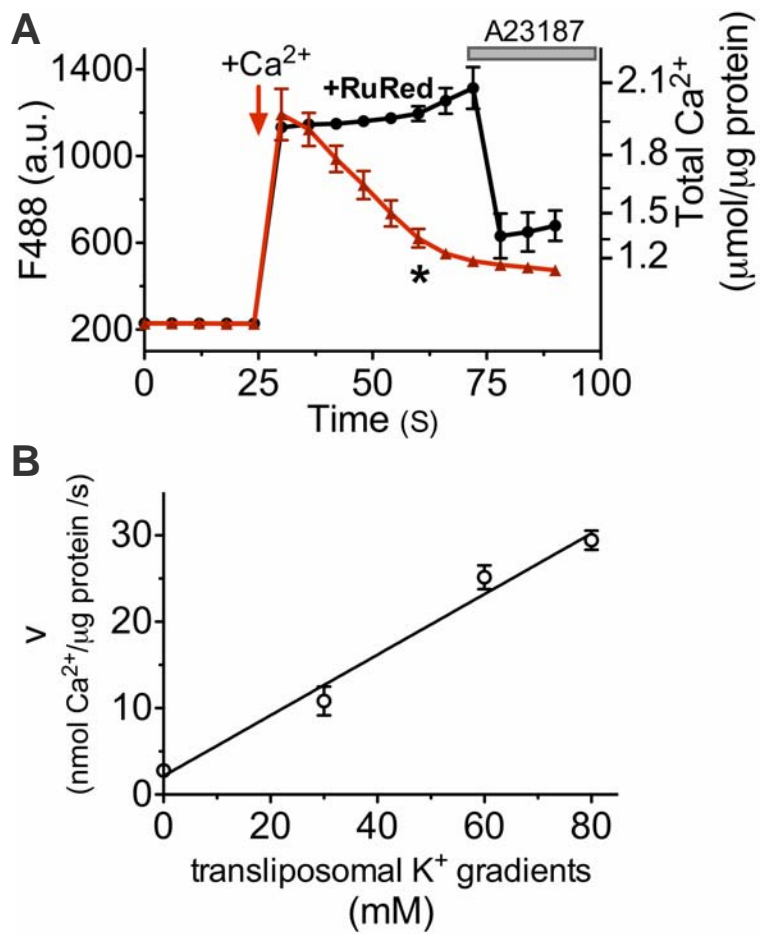 A
A23187
+Ca²⁺
+RuRed
1400
1000
600
200
F488 (a.u.)
2.1
1.8
1.5
1.2
Total Ca²⁺
(μmol/μg protein)
*
0 25 50 75 100
Time (S)
B
30
20
10
0
v
(nmol Ca²⁺/μg protein /s)
0 20 40 60 80
transliposomal K⁺ gradients
(mM)